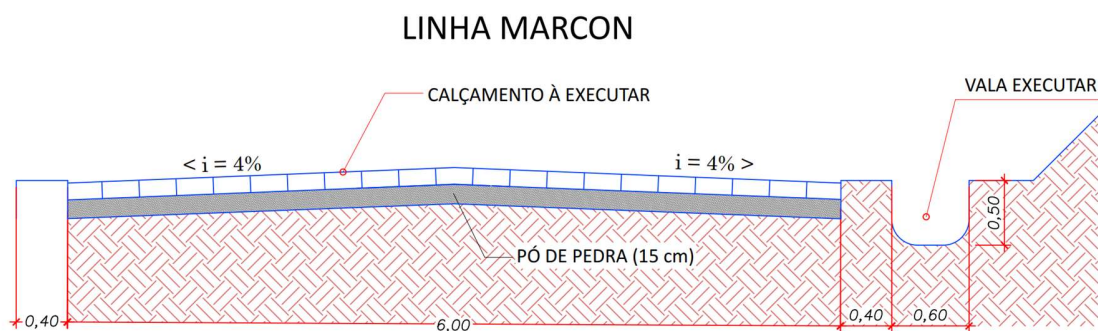 LINHA MARCON
CALÇAMENTO À EXECUTAR
VALA EXECUTAR
< i = 4%
i = 4% >
0,50
PÓ DE PEDRA (15 cm)
0,40
6.00
0,40
0,60